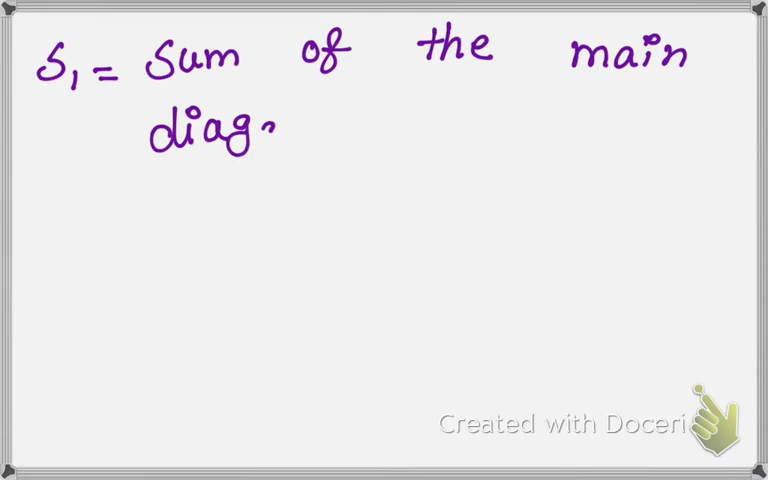 S₁ = Sum of the main
diag
Created with Doceri